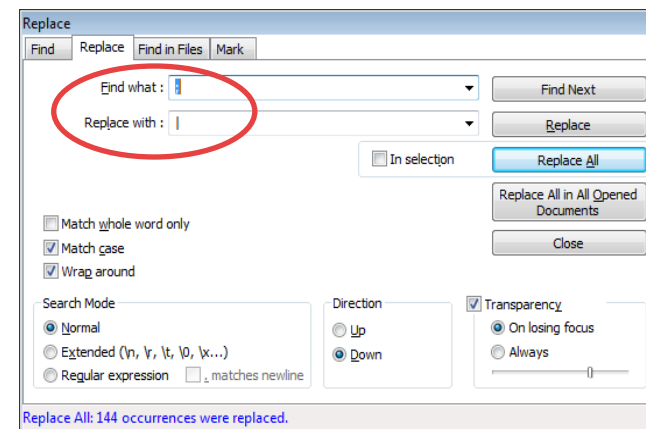 Replace
Find Replace Find in Files Mark
Find what : ;
Find Next
Replace with : |
Replace
In selection
Replace All
Replace All in All Opened
Documents
Match whole word only
Match case
Close
Wrap around
Search Mode
Direction
Transparency
Normal
Up
On losing focus
Extended (\n, \r, \t, \0, \x...)
Down
Always
Regular expression
. matches newline
Replace All: 144 occurrences were replaced.